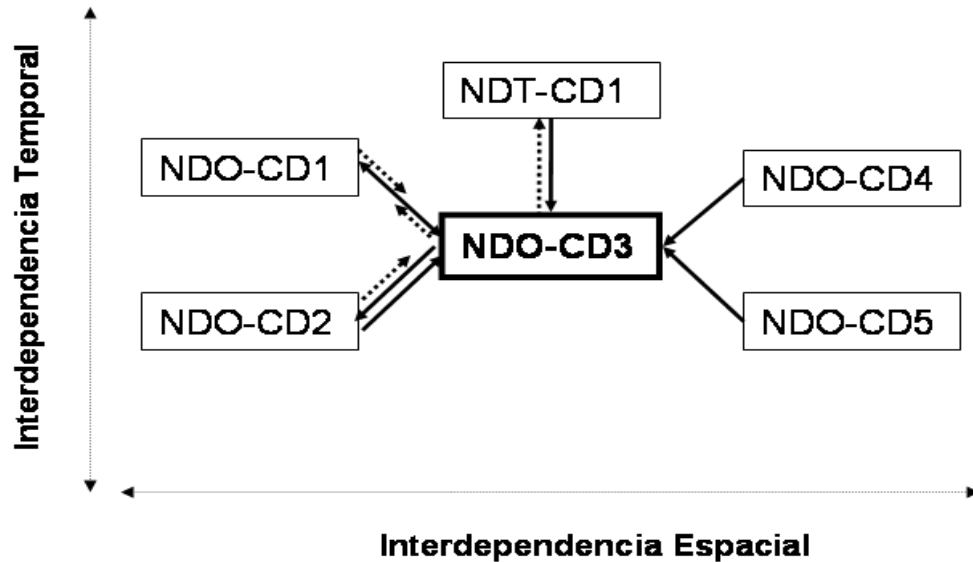 Interdependencia Temporal
NDT-CD1
NDO-CD1
NDO-CD4
NDO-CD3
NDO-CD2
NDO-CD5
Interdependencia Espacial